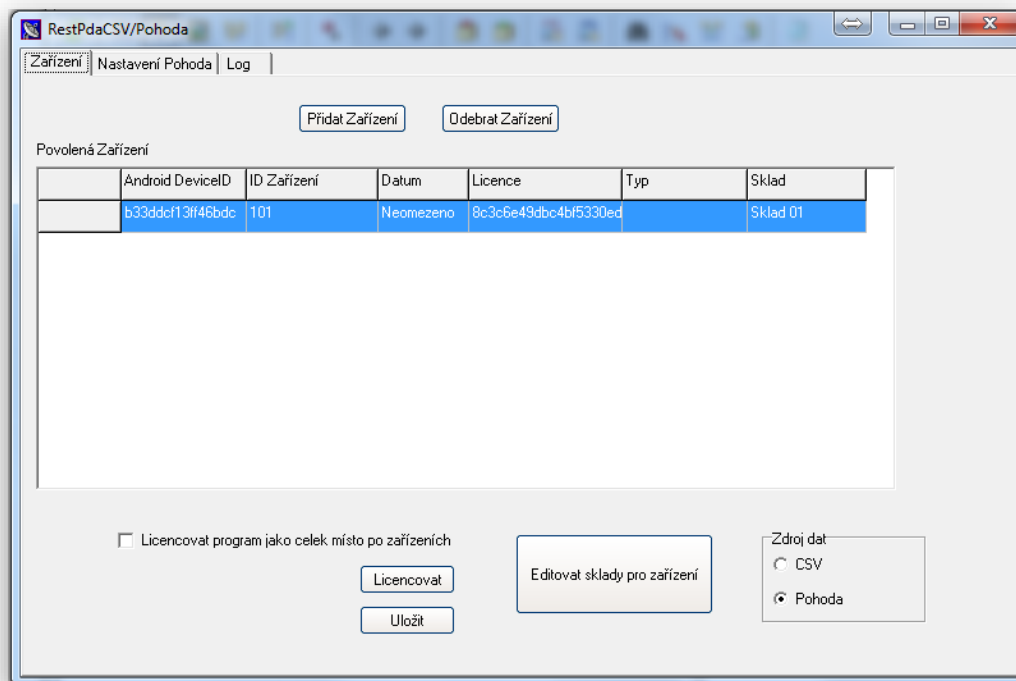 RestPdaCSV/Pohoda
Zařízení Nastavení Pohoda Log
Přidat Zařízení Odebrat Zařízení
Povolená Zařízení
Android DeviceID ID Zařízení Datum Licence Typ Sklad
b33ddcf13ff46bdc 101 Neomezeno 8c3c6e49dbc4bf5330ed Sklad 01
Licencovat program jako celek místo po zařízeních
Licencovat
Uložit
Editovat sklady pro zařízení
Zdroj dat
CSV
Pohoda